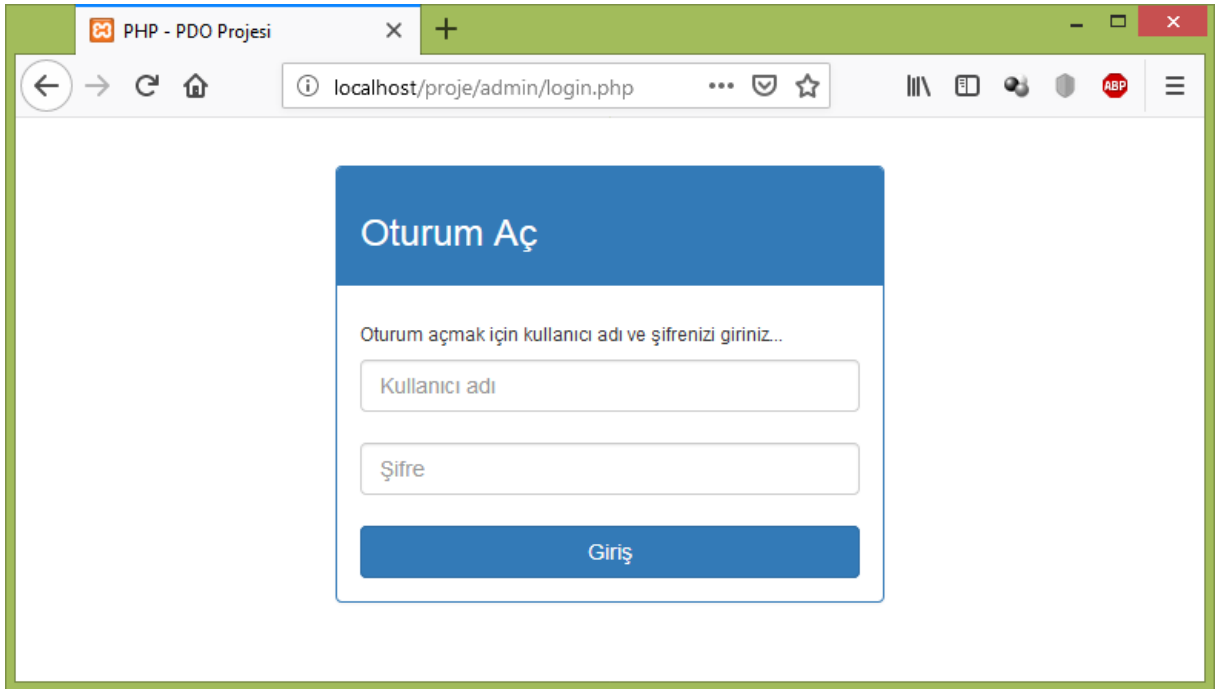 PHP - PDO Projesi
localhost/proje/admin/login.php
ABP
Oturum Aç
Oturum açmak için kullanıcı adı ve şifrenizi giriniz...
Kullanıcı adı
Şifre
Giriş